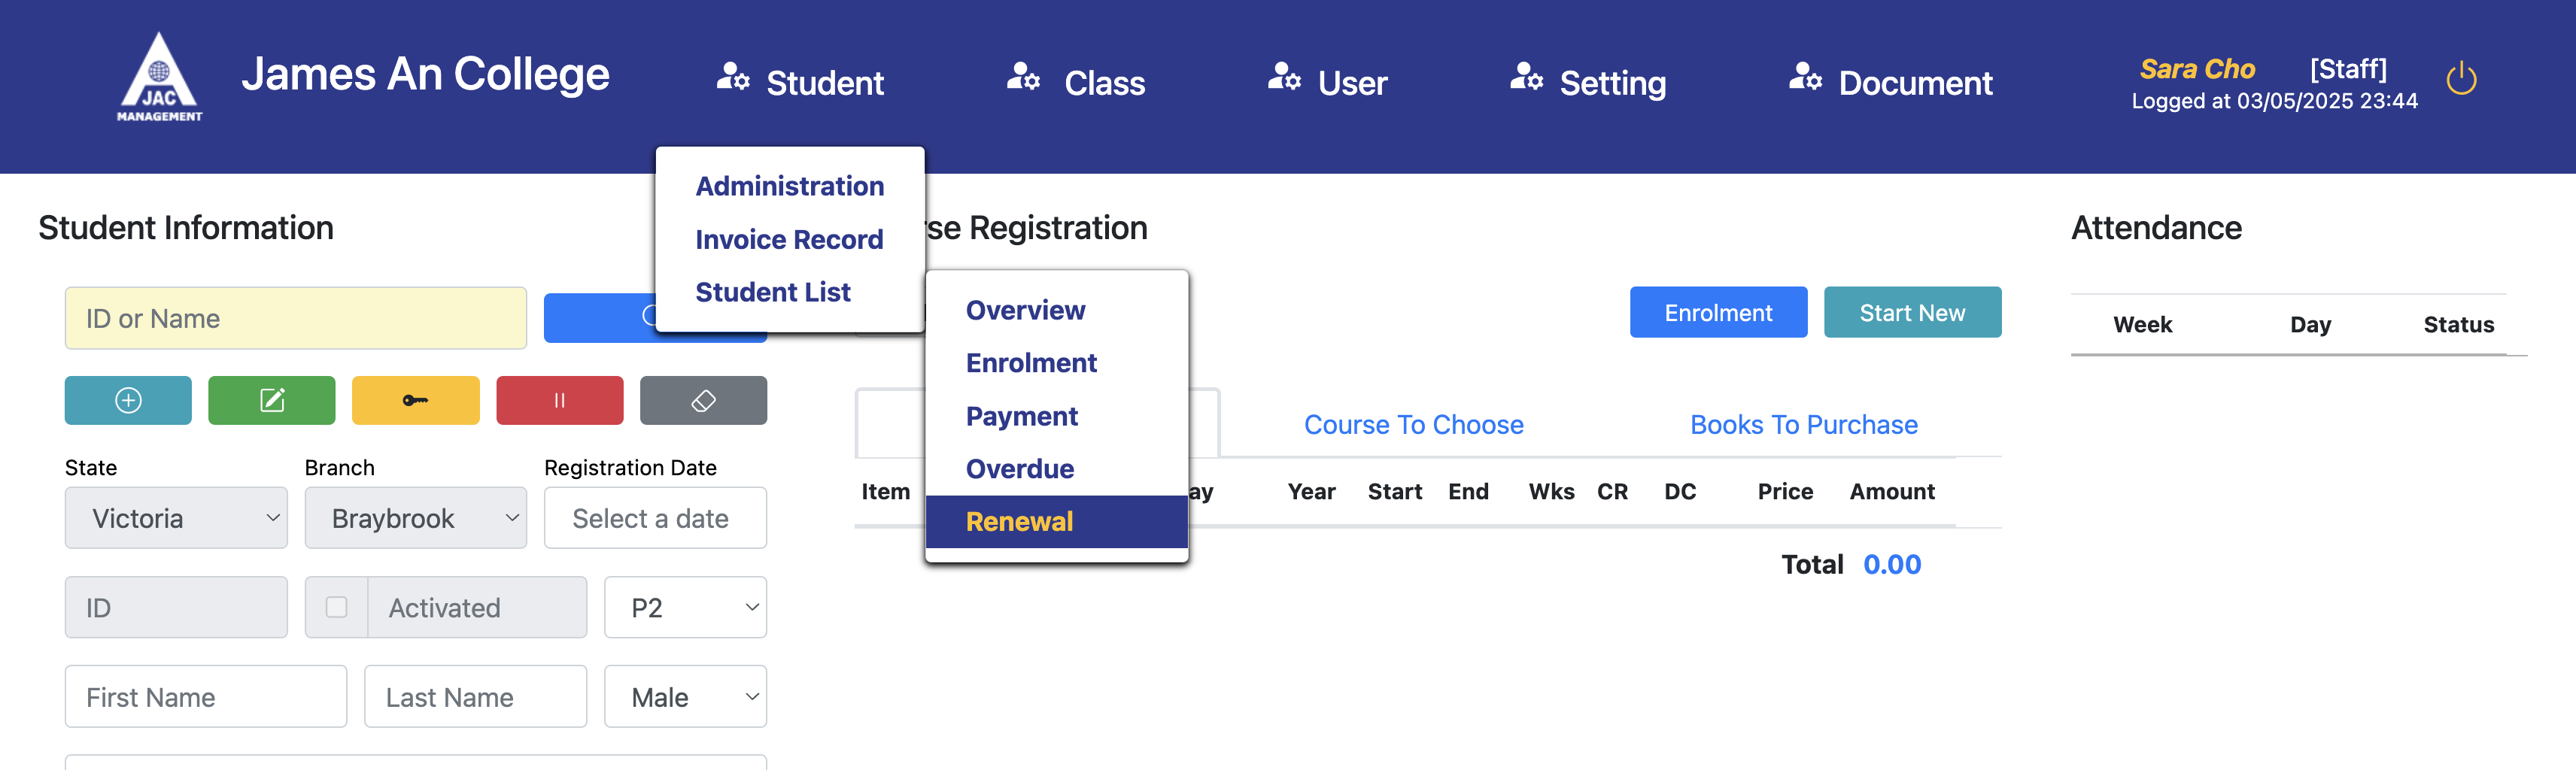 JAC
MANAGEMENT
James An College
Student
Class
User
Setting
Document
Sara Cho [Staff]
Logged at 03/05/2025 23:44
Administration
Invoice Record
Student List
Overview
Enrolment
Payment
Overdue
Renewal
Student Information
ID or Name
State
Branch
Registration Date
Victoria
Braybrook
Select a date
ID
Activated
P2
First Name
Last Name
Male
Registration
Enrolment
Start New
Course To Choose
Books To Purchase
Item Year Start End Wks CR DC Price Amount
Total 0.00
Attendance
Week Day Status